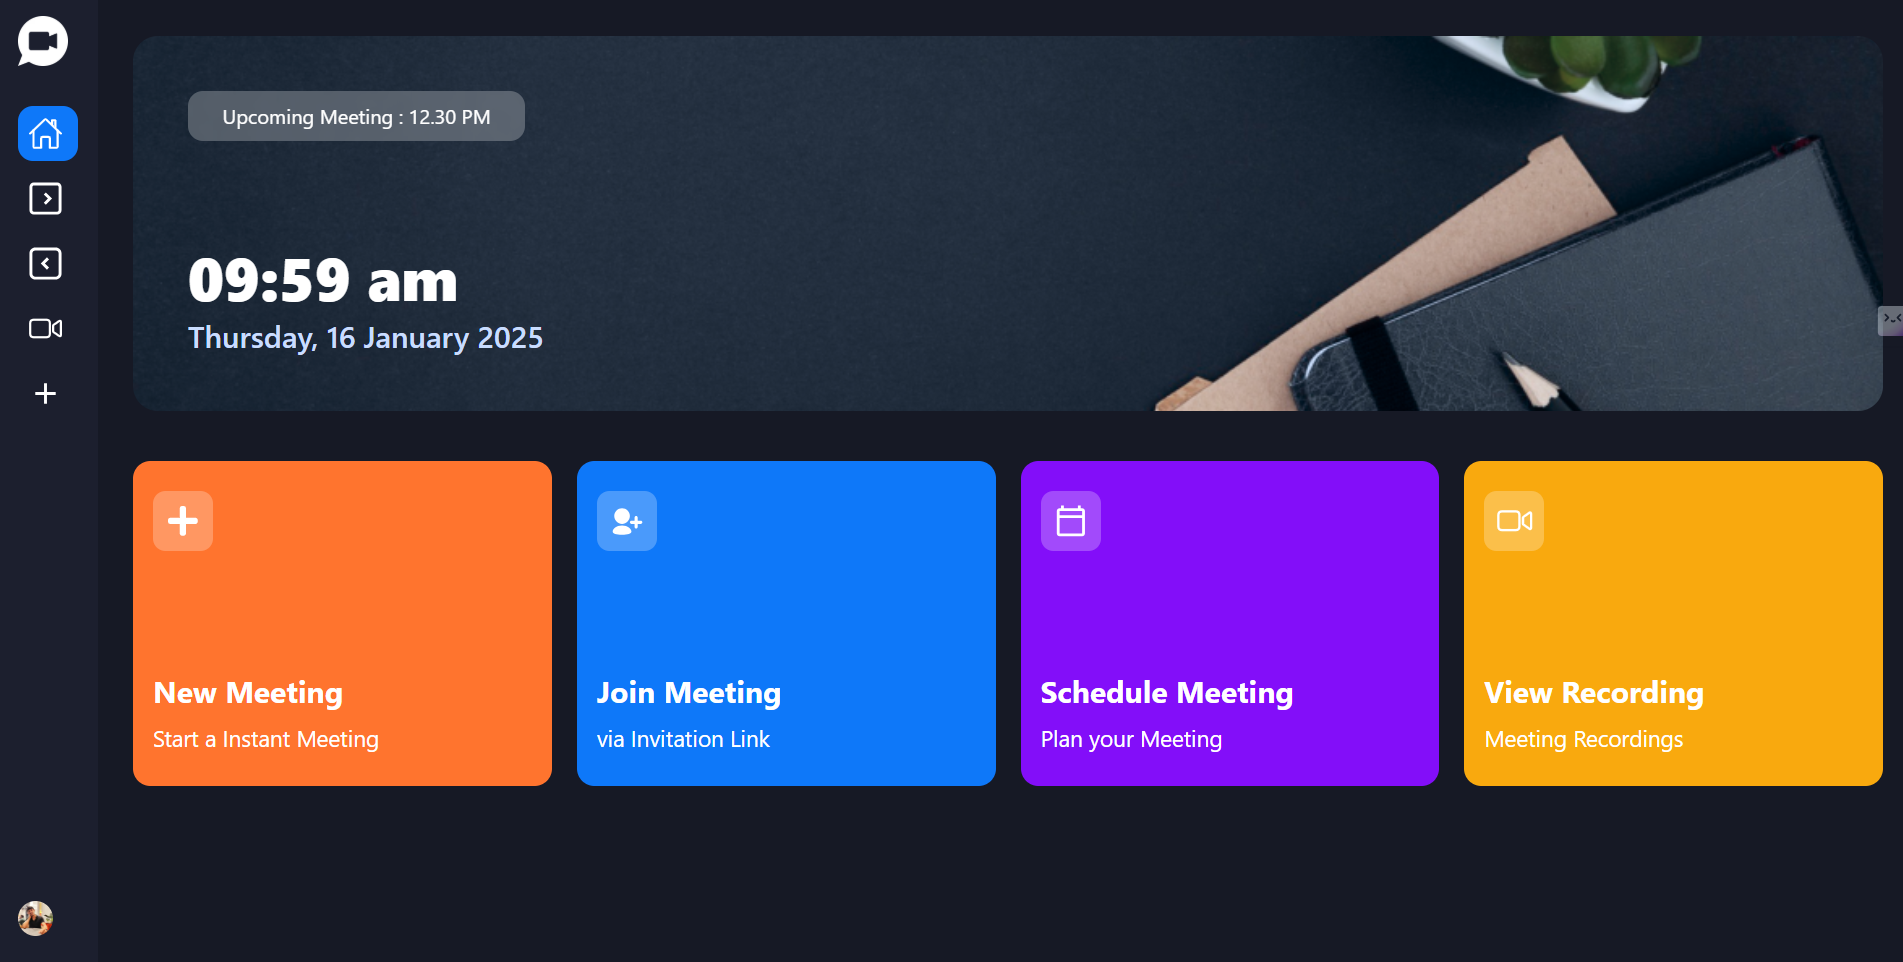 Upcoming Meeting : 12.30 PM
09:59 am
Thursday, 16 January 2025
New Meeting
Start a Instant Meeting
Join Meeting
via Invitation Link
Schedule Meeting
Plan your Meeting
View Recording
Meeting Recordings